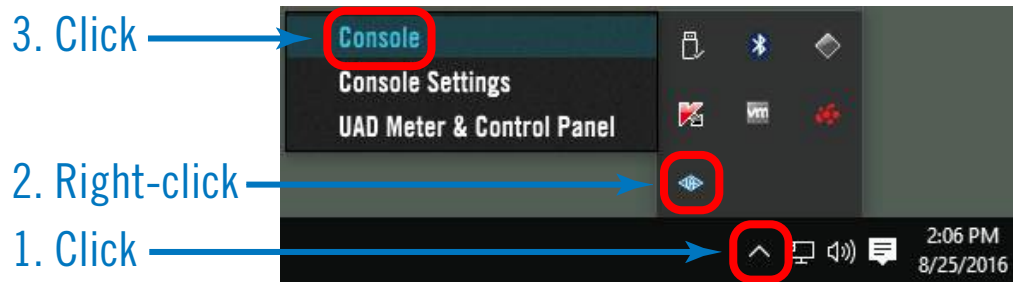 3. Click
Console
Console Settings
UAD Meter & Control Panel
vm
2. Right-click
1. Click
2:06 PM
8/25/2016